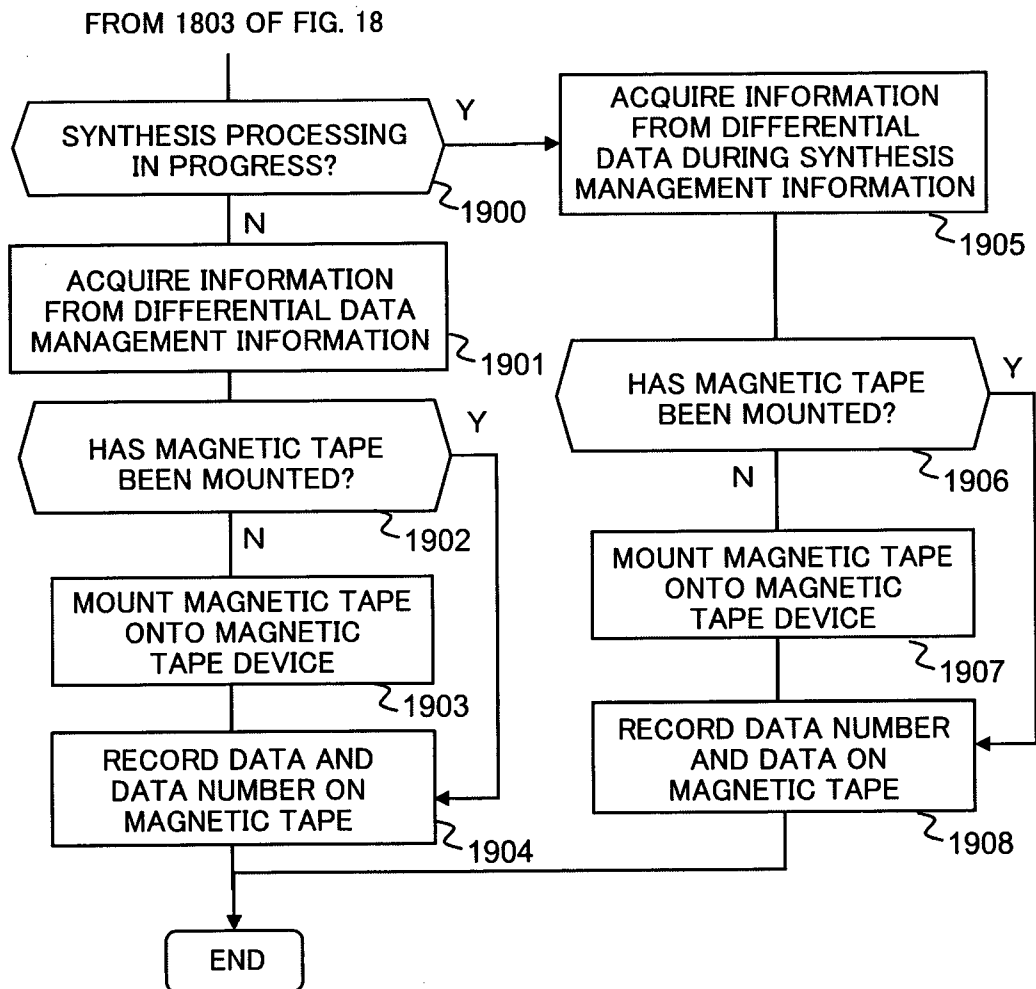 FROM 1803 OF FIG. 18
SYNTHESIS PROCESSING
IN PROGRESS?
Y
1900
N
ACQUIRE INFORMATION
FROM DIFFERENTIAL DATA
MANAGEMENT INFORMATION
1901
HAS MAGNETIC TAPE
BEEN MOUNTED?
Y
1902
N
MOUNT MAGNETIC TAPE
ONTO MAGNETIC
TAPE DEVICE
1903
RECORD DATA AND
DATA NUMBER ON
MAGNETIC TAPE
1904
END
ACQUIRE INFORMATION
FROM DIFFERENTIAL
DATA DURING SYNTHESIS
MANAGEMENT INFORMATION
1905
HAS MAGNETIC TAPE
BEEN MOUNTED?
Y
1906
N
MOUNT MAGNETIC TAPE
ONTO MAGNETIC
TAPE DEVICE
1907
RECORD DATA NUMBER
AND DATA ON
MAGNETIC TAPE
1908